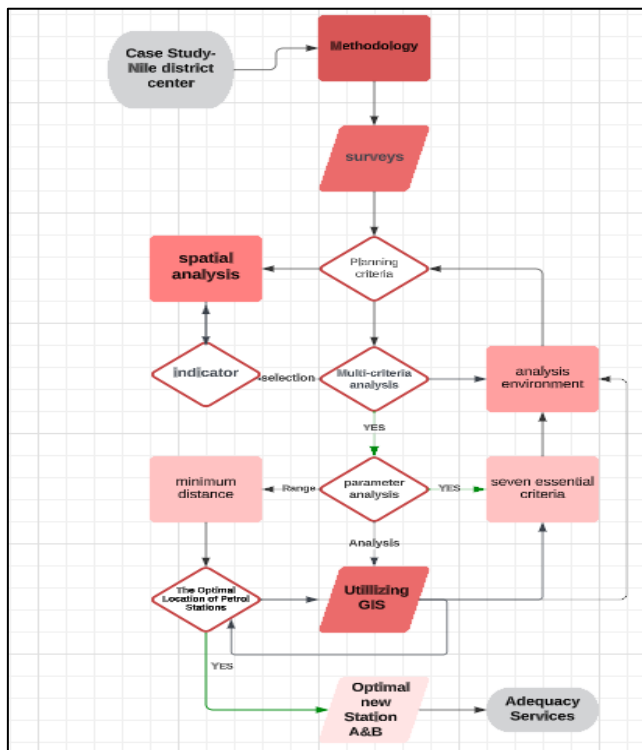 Case Study-
Nile district
center
Methodology
surveys
Planning
criteria
spatial
analysis
indicator
selection
Multi-criteria
analysis
analysis
environment
YES
minimum
distance
Range
parameter
analysis
YES
seven essential
criteria
Analysis
The Optimal
Location of Petrol
Stations
Utillizing
GIS
YES
Optimal
new
Station
A&B
Adequacy
Services